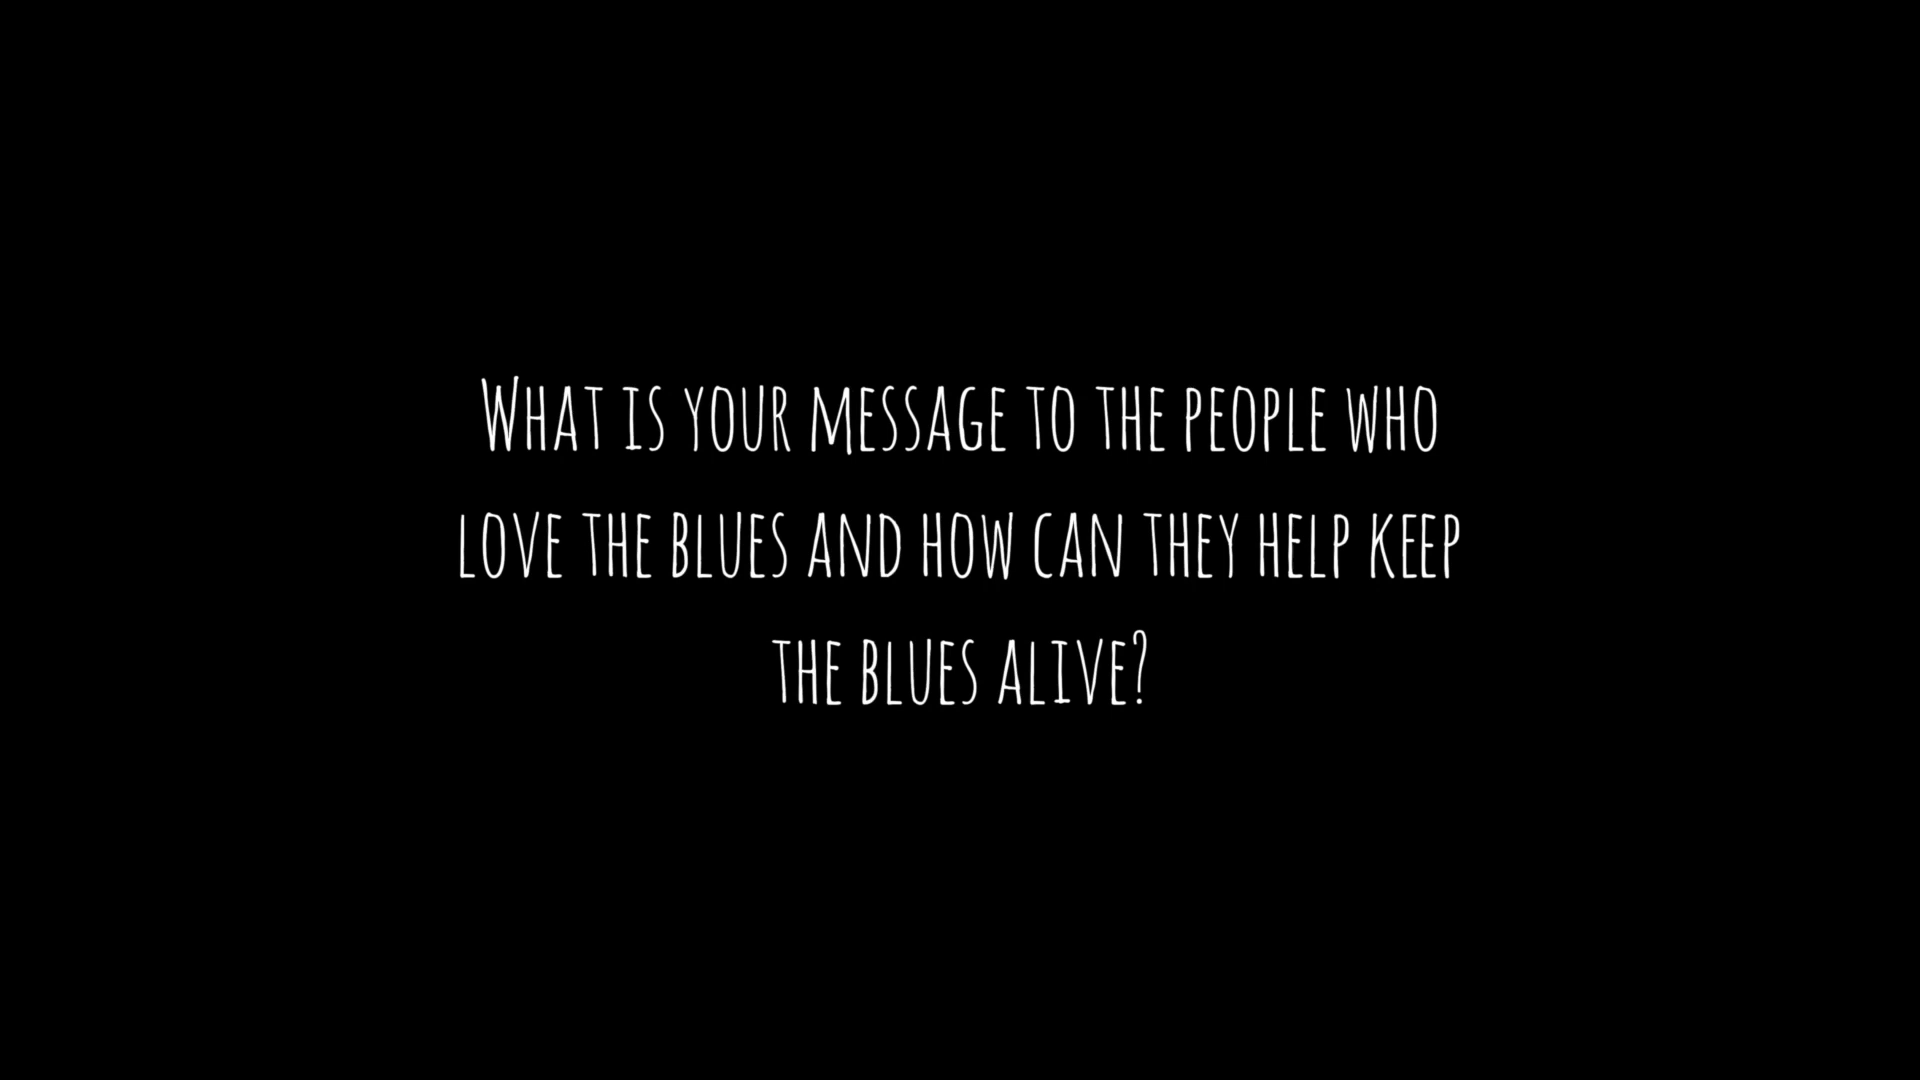 What is your message to the people who
love the blues and how can they help keep
the blues alive?